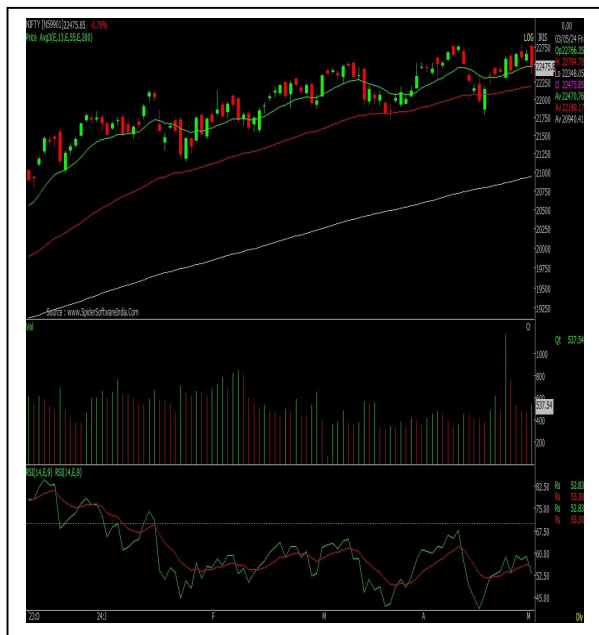 NIFTY [NS9901]22475.85, -0.76%
Price Avg3(E,13,E,55,E,200)
LOG
IRIS
0.00
03/05/24 Fri
Op22766.35
Hi 22794.70
Lo 22348.05
Cl 22475.85
Av 22470.76
Av 22189.17
Av 20940.41
22750
22475.8
22250
22000
21750
21500
21250
21000
20750
20500
20250
20000
19750
19500
19250
Source : www.SpiderSoftwareIndia.Com
Vol
Cr
Qt 537.54
1000
800
600
537.54
400
200
RSI(14,E,9) RSI(14,E,9)
82.50
75.00
67.50
60.00
52.50
45.00
Rs 52.83
Rs 55.30
Rs 52.83
Rs 55.30
23:D
24:J
F
M
A
M
Dly